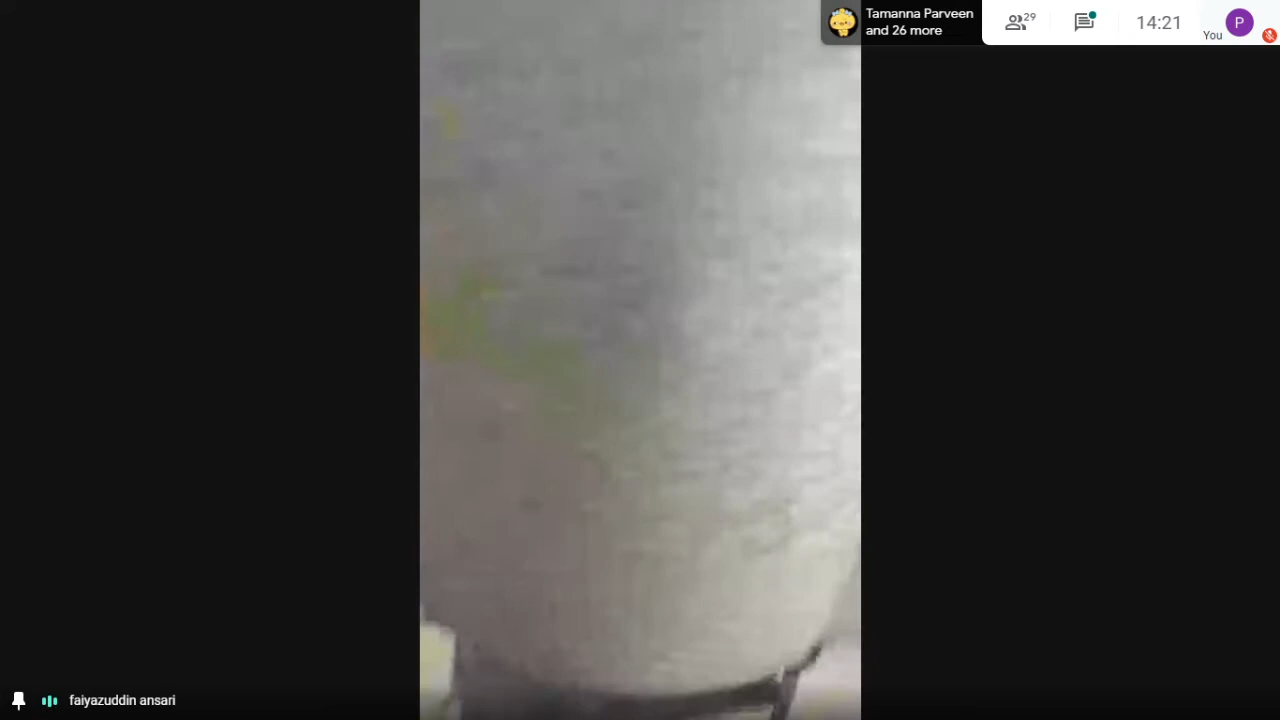 Tamanna Parveen
and 26 more
29
14:21
You
P
faiyazuddin ansari